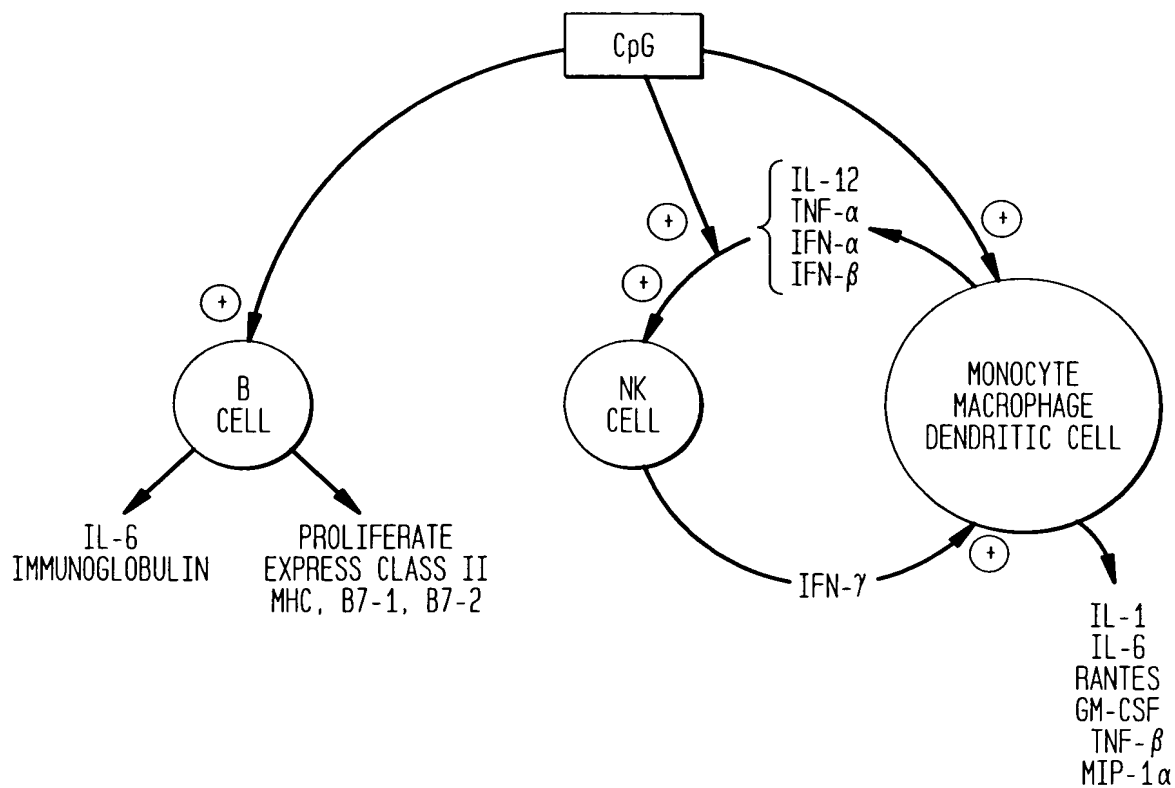 CpG
IL-12
TNF-α
IFN-α
IFN-β
+
+
+
+
B
CELL
NK
CELL
MONOCYTE
MACROPHAGE
DENDRITIC CELL
IL-6
IMMUNOGLOBULIN
PROLIFERATE
EXPRESS CLASS II
MHC, B7-1, B7-2
+
IFN-γ
IL-1
IL-6
RANTES
GM-CSF
TNF-β
MIP-1α